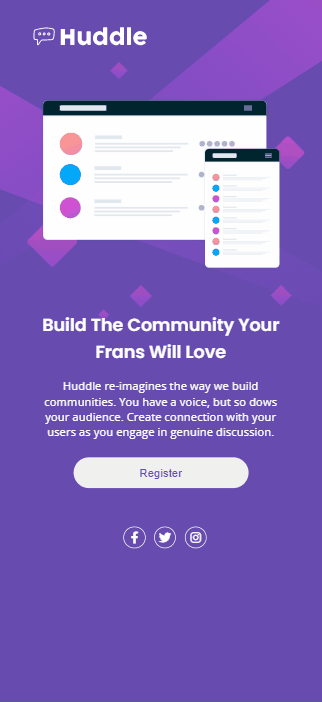 Huddle
Build The Community Your
Frans Will Love
Huddle re-imagines the way we build
communities. You have a voice, but so dows
your audience. Create connection with your
users as you engage in genuine discussion.
Register